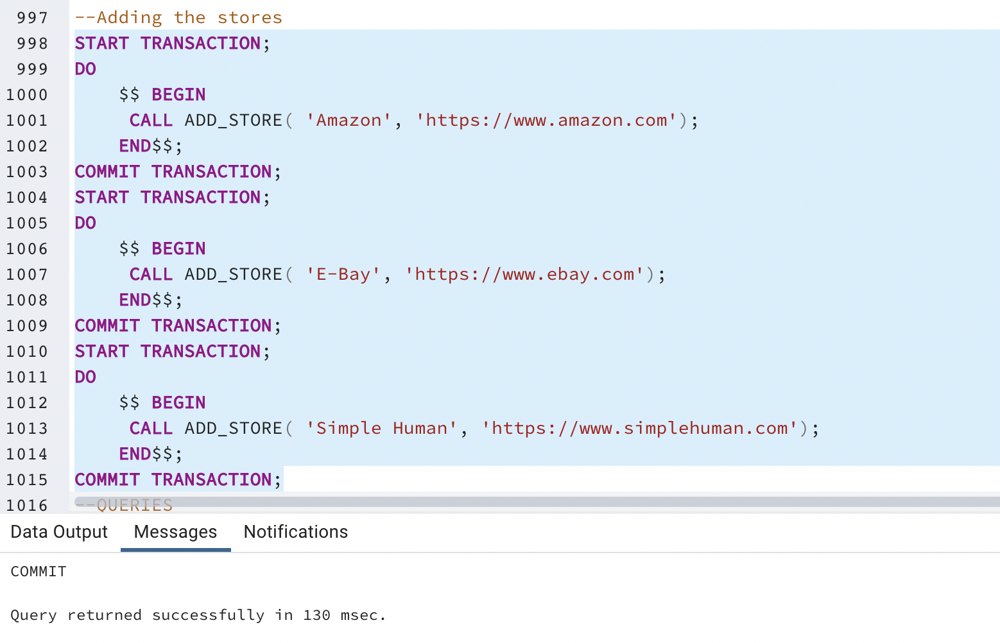 997 --Adding the stores
998 START TRANSACTION;
999 DO
1000 $$ BEGIN
1001 CALL ADD_STORE( 'Amazon', 'https://www.amazon.com');
1002 END$$;
1003 COMMIT TRANSACTION;
1004 START TRANSACTION;
1005 DO
1006 $$ BEGIN
1007 CALL ADD_STORE( 'E-Bay', 'https://www.ebay.com');
1008 END$$;
1009 COMMIT TRANSACTION;
1010 START TRANSACTION;
1011 DO
1012 $$ BEGIN
1013 CALL ADD_STORE( 'Simple Human', 'https://www.simplehuman.com');
1014 END$$;
1015 COMMIT TRANSACTION;
1016 --QUERIES
Data Output Messages Notifications
COMMIT
Query returned successfully in 130 msec.